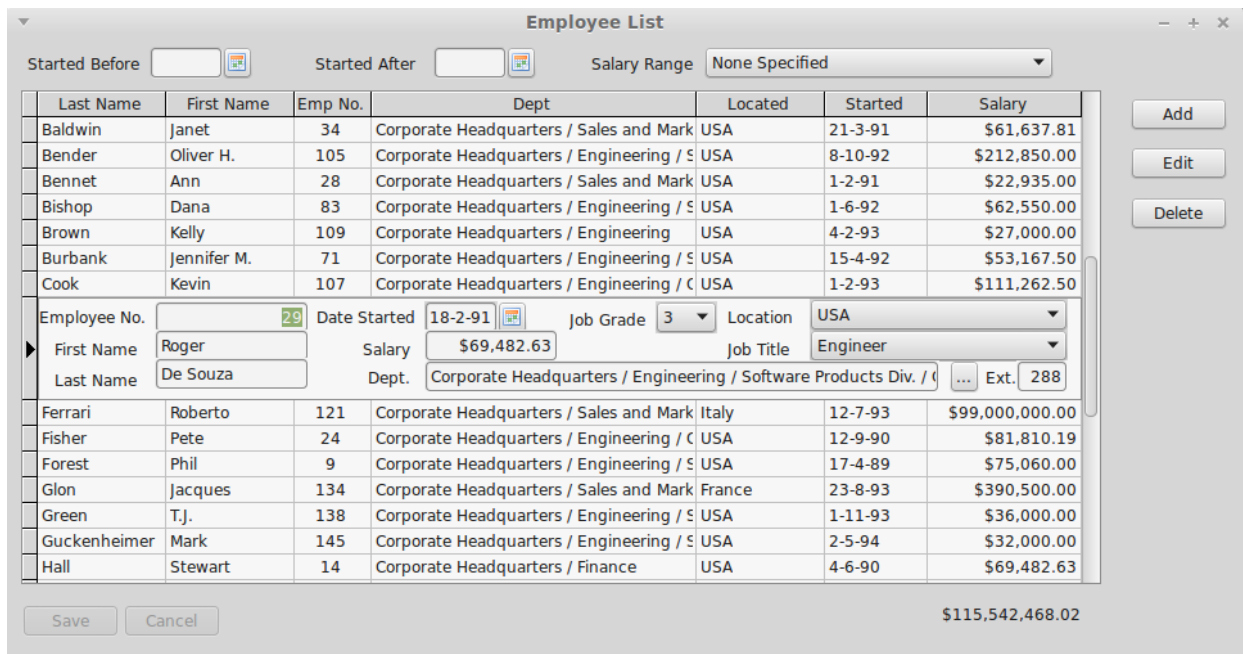 Employee List
Started Before Started After Salary Range None Specified
Last Name First Name Emp No. Dept Located Started Salary
Baldwin Janet 34 Corporate Headquarters / Sales and Mark USA 21-3-91 $61,637.81
Bender Oliver H. 105 Corporate Headquarters / Engineering / S USA 8-10-92 $212,850.00
Bennet Ann 28 Corporate Headquarters / Sales and Mark USA 1-2-91 $22,935.00
Bishop Dana 83 Corporate Headquarters / Engineering / S USA 1-6-92 $62,550.00
Brown Kelly 109 Corporate Headquarters / Engineering USA 4-2-93 $27,000.00
Burbank Jennifer M. 71 Corporate Headquarters / Engineering / S USA 15-4-92 $53,167.50
Cook Kevin 107 Corporate Headquarters / Engineering / ( USA 1-2-93 $111,262.50
Employee No. 29 Date Started 18-2-91 Job Grade 3 Location USA
First Name Roger Salary $69,482.63 Job Title Engineer
Last Name De Souza Dept. Corporate Headquarters / Engineering / Software Products Div. / ( ... Ext. 288
Ferrari Roberto 121 Corporate Headquarters / Sales and Mark Italy 12-7-93 $99,000,000.00
Fisher Pete 24 Corporate Headquarters / Engineering / ( USA 12-9-90 $81,810.19
Forest Phil 9 Corporate Headquarters / Engineering / S USA 17-4-89 $75,060.00
Glon Jacques 134 Corporate Headquarters / Sales and Mark France 23-8-93 $390,500.00
Green T.J. 138 Corporate Headquarters / Engineering / S USA 1-11-93 $36,000.00
Guckenheimer Mark 145 Corporate Headquarters / Engineering / S USA 2-5-94 $32,000.00
Hall Stewart 14 Corporate Headquarters / Finance USA 4-6-90 $69,482.63
Add
Edit
Delete
Save Cancel $115,542,468.02